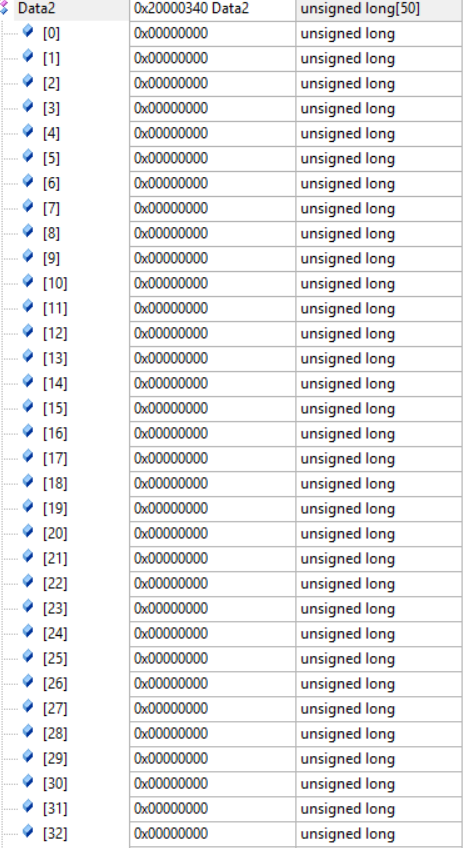 Data2 0x20000340 Data2 unsigned long[50]
[0] 0x00000000 unsigned long
[1] 0x00000000 unsigned long
[2] 0x00000000 unsigned long
[3] 0x00000000 unsigned long
[4] 0x00000000 unsigned long
[5] 0x00000000 unsigned long
[6] 0x00000000 unsigned long
[7] 0x00000000 unsigned long
[8] 0x00000000 unsigned long
[9] 0x00000000 unsigned long
[10] 0x00000000 unsigned long
[11] 0x00000000 unsigned long
[12] 0x00000000 unsigned long
[13] 0x00000000 unsigned long
[14] 0x00000000 unsigned long
[15] 0x00000000 unsigned long
[16] 0x00000000 unsigned long
[17] 0x00000000 unsigned long
[18] 0x00000000 unsigned long
[19] 0x00000000 unsigned long
[20] 0x00000000 unsigned long
[21] 0x00000000 unsigned long
[22] 0x00000000 unsigned long
[23] 0x00000000 unsigned long
[24] 0x00000000 unsigned long
[25] 0x00000000 unsigned long
[26] 0x00000000 unsigned long
[27] 0x00000000 unsigned long
[28] 0x00000000 unsigned long
[29] 0x00000000 unsigned long
[30] 0x00000000 unsigned long
[31] 0x00000000 unsigned long
[32] 0x00000000 unsigned long